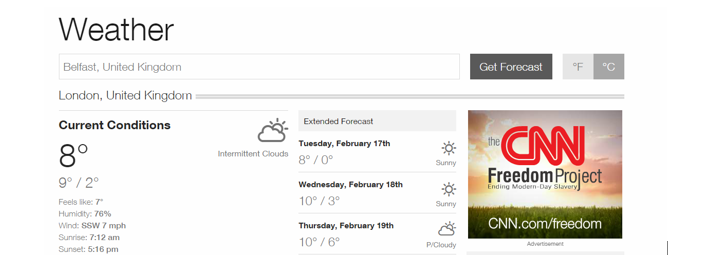 Weather
Belfast, United Kingdom
Get Forecast
°F
°C
London, United Kingdom
Current Conditions
8°
Intermittent Clouds
9° / 2°
Feels like: 7°
Humidity: 76%
Wind: SSW 7 mph
Sunrise: 7:12 am
Sunset: 5:16 pm
Extended Forecast
Tuesday, February 17th
8° / 0°
Sunny
Wednesday, February 18th
10° / 3°
Sunny
Thursday, February 19th
10° / 6°
P/Cloudy
the CNN
Freedom Project
Ending Modern-Day Slavery
CNN.com/freedom
Advertisement